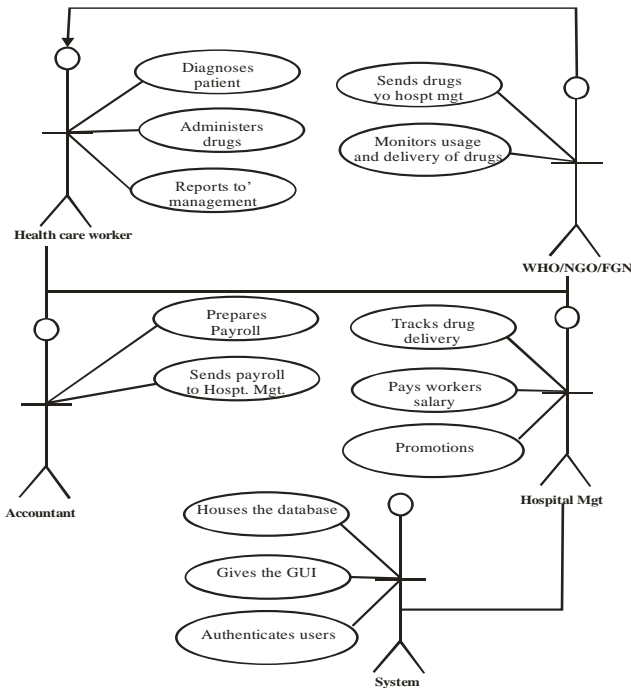 Diagnoses
patient
Administers
drugs
Reports to’
management
Health care worker
Sends drugs
yo hospt mgt
Monitors usage
and delivery of drugs
WHO/NGO/FGN
Prepares
Payroll
Sends payroll
to Hospt. Mgt.
Accountant
Tracks drug
delivery
Pays workers
salary
Promotions
Hospital Mgt
Houses the database
Gives the GUI
Authenticates users
System